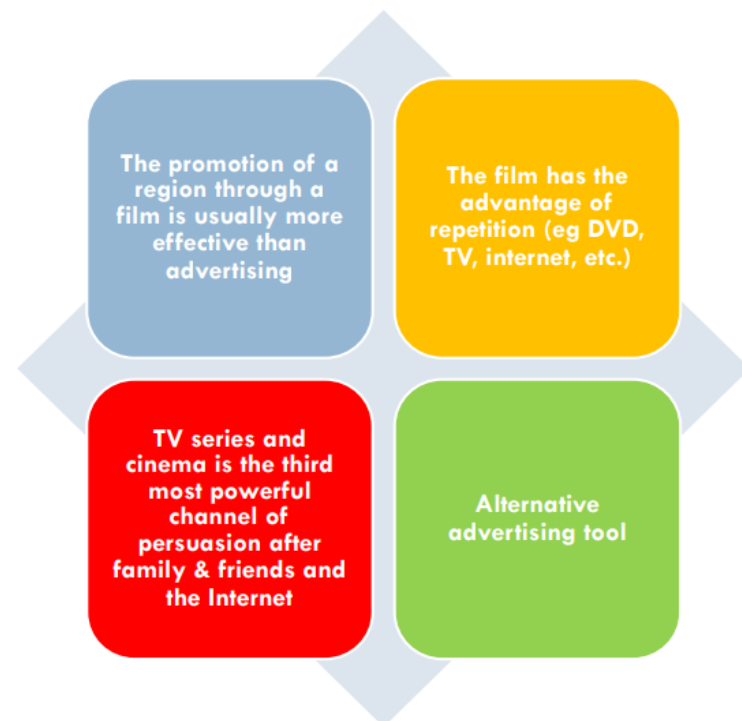 The promotion of a
region through a
film is usually more
effective than
advertising
The film has the
advantage of
repetition (eg DVD,
TV, internet, etc.)
TV series and
cinema is the third
most powerful
channel of
persuasion after
family & friends and
the Internet
Alternative
advertising tool